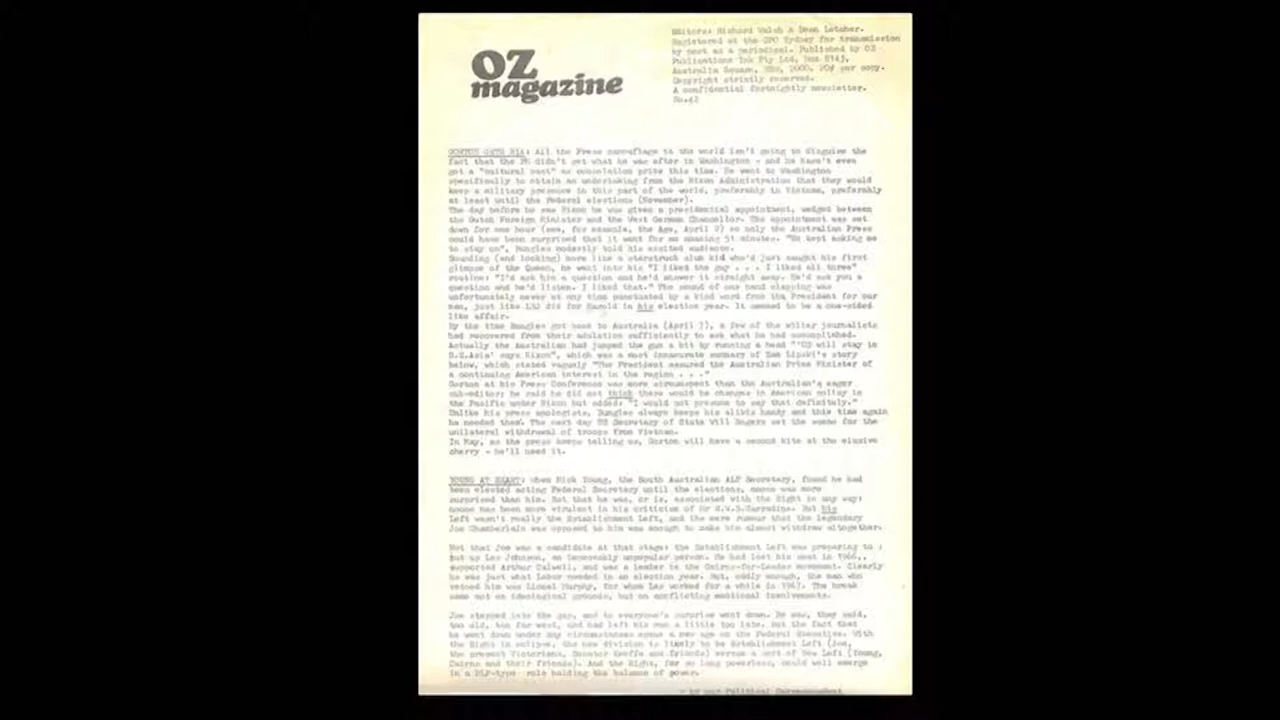 OZ
magazine
Editors: Richard Walsh & Dean Letcher.
Registered at the GPO Sydney for transmission
by post as a periodical. Published by OZ
Publications Ink Pty Ltd, Box
Australia Square, NSW, 2000. 20¢ per copy.
Copyright strictly reserved.
A confidential fortnightly newsletter.
No.42
GORTON GETS NIX: All the Press camouflage in the world isn't going to disguise the
fact that the PM didn't get what he was after in Washington - and he hasn't even
got a "cultural pact" as consolation prize this time. He went to Washington
specifically to obtain an undertaking from the Nixon Administration that they would
keep a military presence in this part of the world, preferably in Vietnam, preferably
at least until the Federal elections (November).
The day before he saw Nixon he was given a presidential appointment, wedged between
the Dutch Foreign Minister and the West German Chancellor. The appointment was set
down for one hour (see, for example, the Age, April 2) so only the Australian Press
could have been surprised that it went for an amazing 51 minutes. "He kept asking me
to stay on", Bungles modestly told his excited audience.
Sounding (and looking) more like a starstruck slum kid who'd just caught his first
glimpse of the Queen, he went into his "I liked the guy . . . I liked all three"
routine: "I'd ask him a question and he'd answer it straight away. He'd ask you a
question and he'd listen. I liked that." The sound of one hand clapping was
unfortunately never at any time punctuated by a kind word from the President for our
man, just like LBJ did for Harold in his election year. It seemed to be a one-sided
like affair.
By the time Bungles got back to Australia (April 7), a few of the wilier journalists
had recovered from their adulation sufficiently to ask what he had accomplished.
Actually the Australian had jumped the gun a bit by running a head "'US will stay in
S.E.Asia' says Nixon", which was a most inaccurate summary of Sam Lipski's story
below, which stated vaguely "The President assured the Australian Prime Minister of
a continuing American interest in the region . . ."
Gorton at his Press Conference was more circumspect than the Australian's eager
sub-editor; he said he did not think there would be changes in American policy in
the Pacific under Nixon but added: "I would not presume to say that definitely."
Unlike his press apologists, Bungles always keeps his alibis handy and this time again
he needed them. The next day US Secretary of State Will Rogers set the scene for the
unilateral withdrawal of troops from Vietnam.
In May, as the press keeps telling us, Gorton will have a second bite at the elusive
cherry - he'll need it.
YOUNG AT HEART: when Mick Young, the South Australian ALP Secretary, found he had
been elected acting Federal Secretary until the elections, noone was more
surprised than him. Not that he was, or is, associated with the Right in any way;
noone has been more virulent in his criticism of Mr B.W.S.Harradine. But his
Left wasn't really the Establishment Left, and the mere rumour that the legendary
Joe Chamberlain was opposed to him was enough to make him almost withdraw altogether.
Not that Joe was a candidate at that stage: the Establishment Left was preparing to
put up Les Johnson, an immensely unpopular person. He had lost his seat in 1966,
supported Arthur Calwell, and was a leader in the Cairns-for-Leader movement. Clearly
he was just what Labor needed in an election year. But, oddly enough, the man who
vetoed him was Lionel Murphy, for whom Les worked for a while in 1967. The break
came not on ideological grounds, but on conflicting emotional involvements.
Joe stepped into the gap, and to everyone's surprise went down. He was, they said,
too old, too far west, and had left his run a little too late. But the fact that
he went down under any circumstances opens a new age on the Federal Executive. With
the Right in eclipse, the new division is likely to be Establishment Left (Joe,
the present Victorians, Senator Keeffe and friends) versus a sort of New Left (Young,
Cairns and their friends). And the Right, for so long powerless, could well emerge
in a DLP-type role holding the balance of power.
- by our Political Correspondent